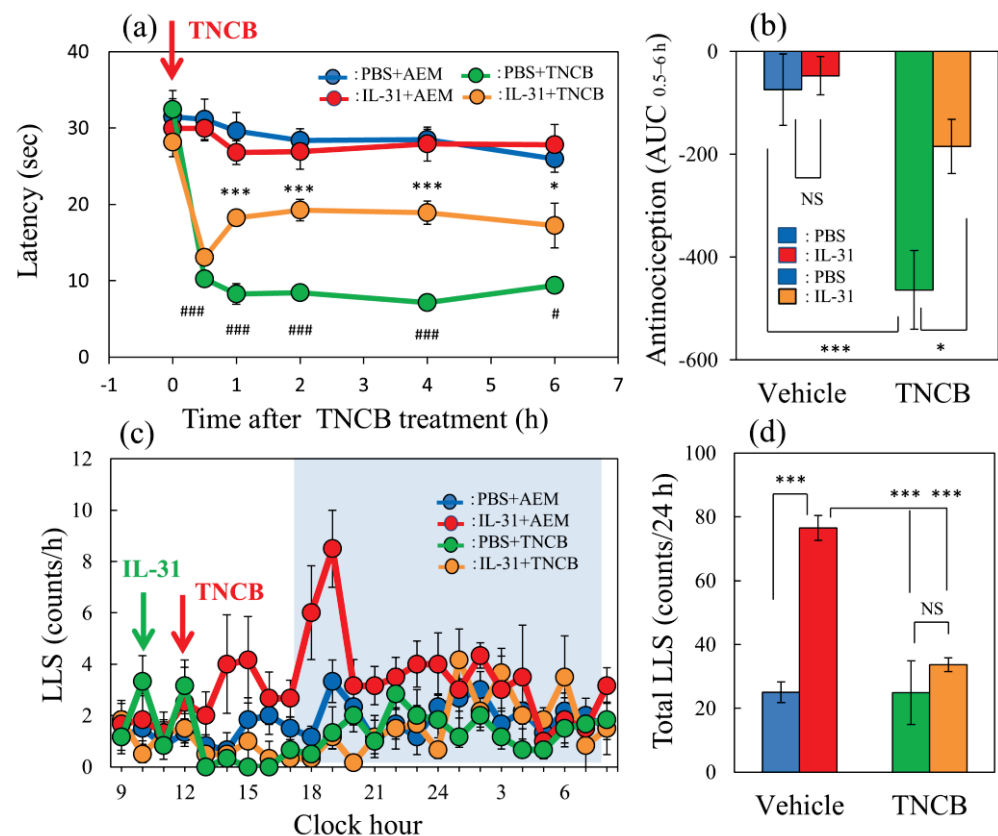 (a)
TNCB
Latency (sec)
40
30
20
10
0
: PBS+AEM
: PBS+TNCB
: IL-31+AEM
: IL-31+TNCB
*** *** *** *
### ### ### ### #
-1 0 1 2 3 4 5 6 7
Time after TNCB treatment (h)
(b)
Antinociception (AUC 0.5–6 h)
0
-200
-400
-600
NS
: PBS
: IL-31
: PBS
: IL-31
*** *
Vehicle TNCB
(c)
LLS (counts/h)
12
10
8
6
4
2
0
: PBS+AEM
: IL-31+AEM
: PBS+TNCB
: IL-31+TNCB
IL-31
TNCB
9 12 15 18 21 24 3 6
Clock hour
(d)
Total LLS (counts/24 h)
100
80
60
40
20
0
*** *** ***
NS
Vehicle TNCB